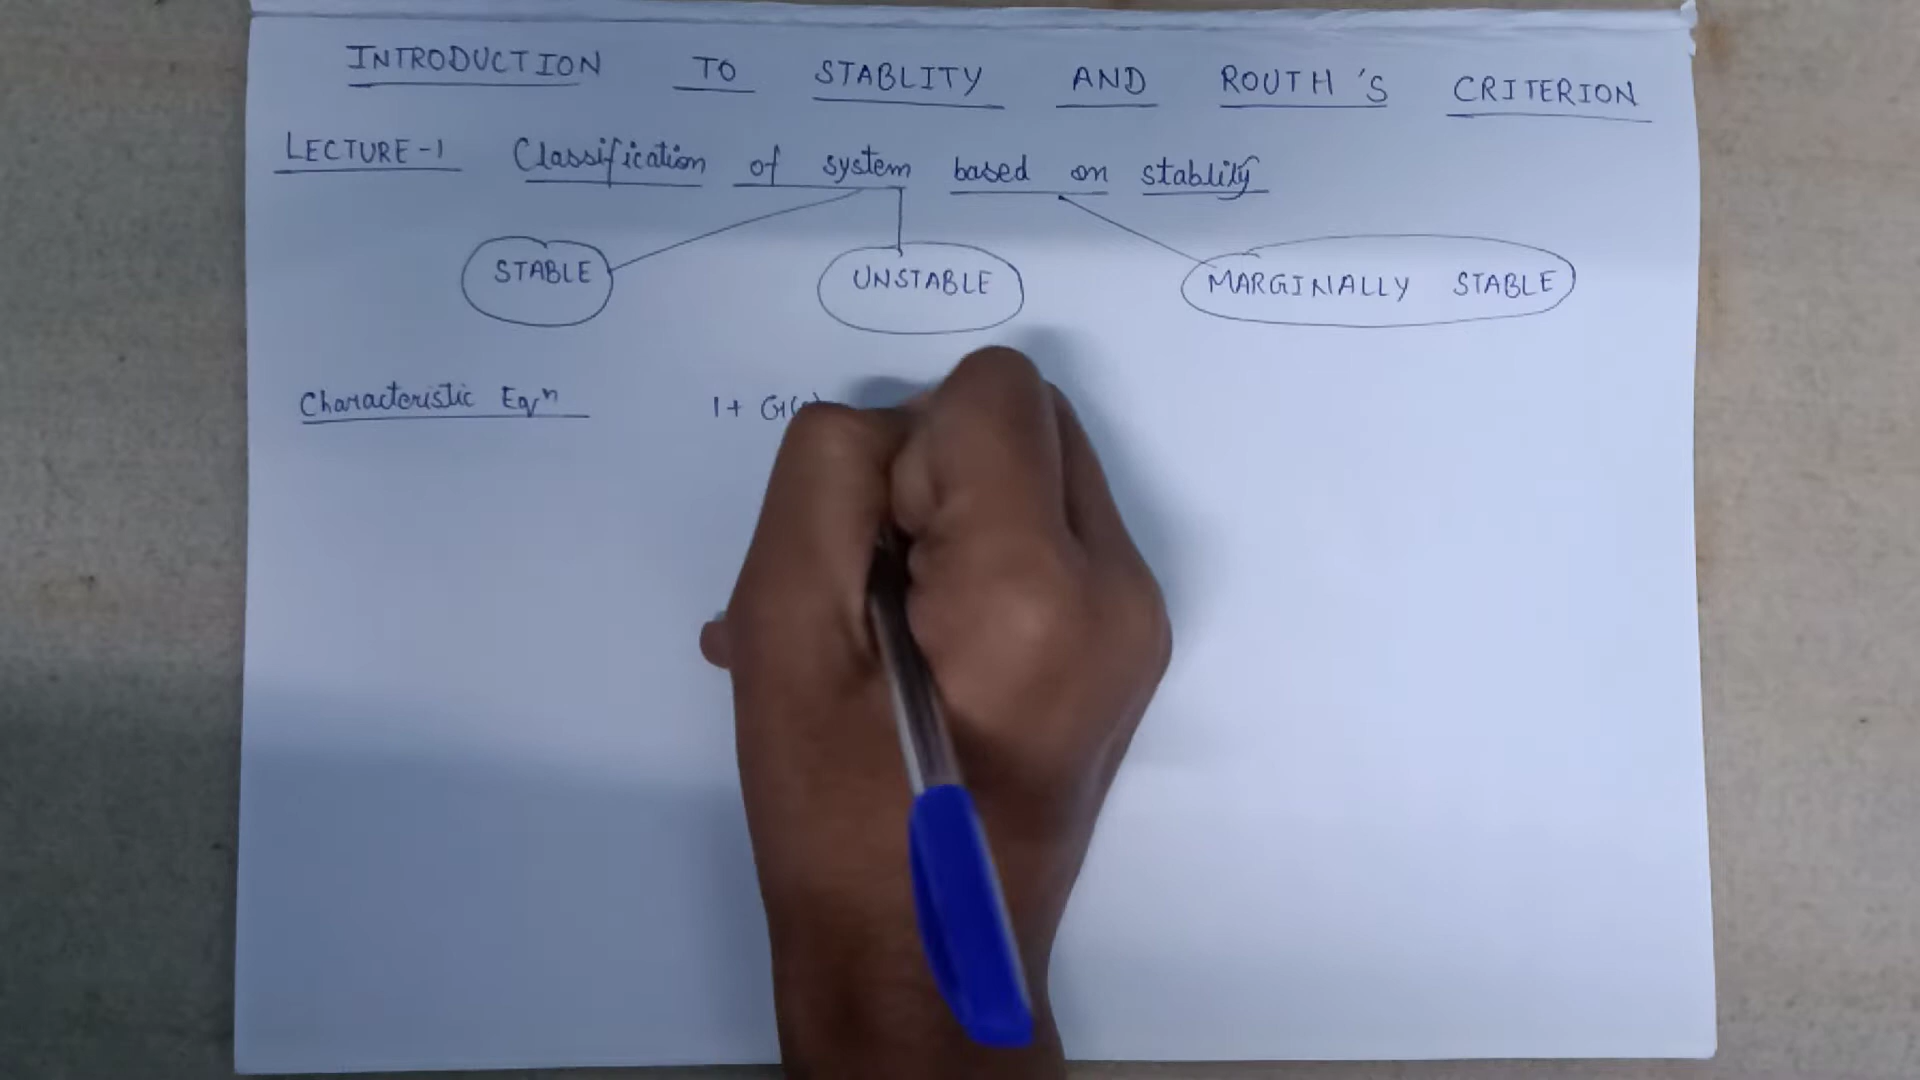 INTRODUCTION TO STABLITY AND ROUTH'S CRITERION
LECTURE-1 Classification of system based on stablity
STABLE UNSTABLE MARGINALLY STABLE
Characteristic Eqⁿ 1+ G(